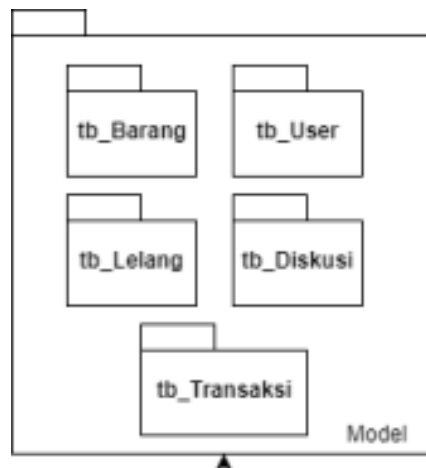 tb_Barang
tb_User
tb_Lelang
tb_Diskusi
tb_Transaksi
Model